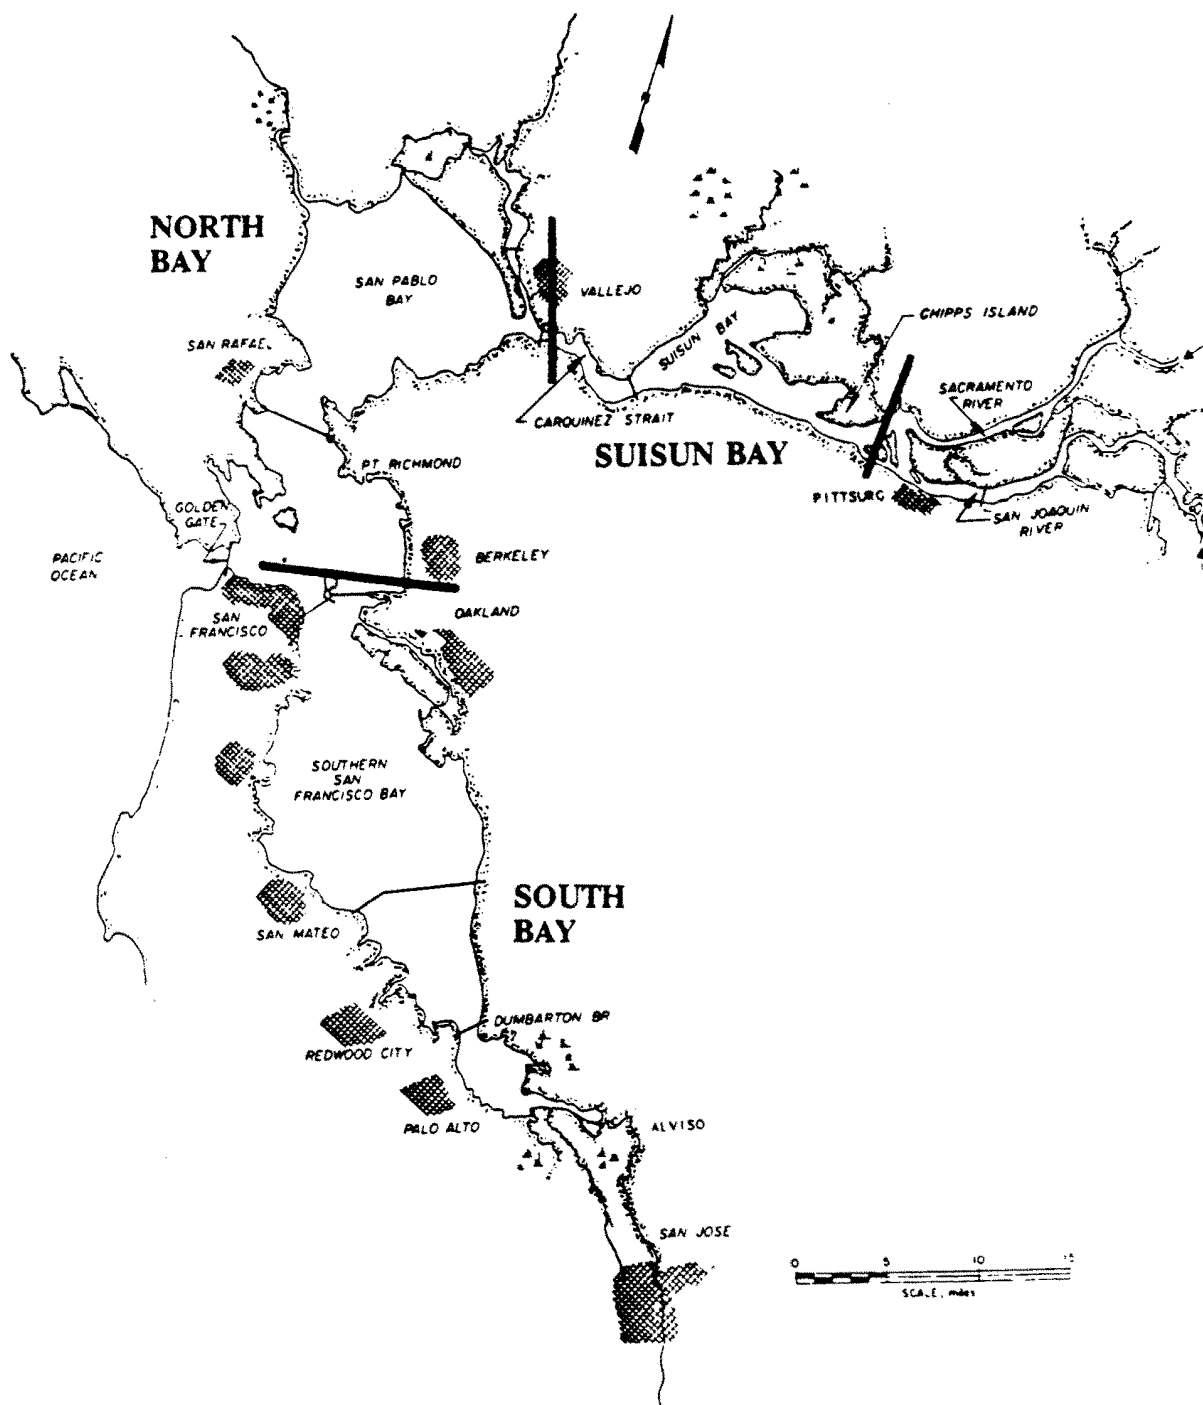 NORTH
BAY
SAN PABLO
BAY
VALLEJO
SUISUN BAY
CHIPPS ISLAND
SAN RAFAEL
SACRAMENTO
RIVER
CARQUINEZ STRAIT
SUISUN BAY
PT. RICHMOND
PITTSURG
SAN JOAQUIN
RIVER
GOLDEN
GATE
PACIFIC
OCEAN
BERKELEY
OAKLAND
SAN
FRANCISCO
SOUTHERN
SAN
FRANCISCO BAY
SOUTH
BAY
SAN MATEO
DUMBARTON BR
REDWOOD CITY
PALO ALTO
ALVISO
SAN JOSE
0 5 10 15
SCALE, miles